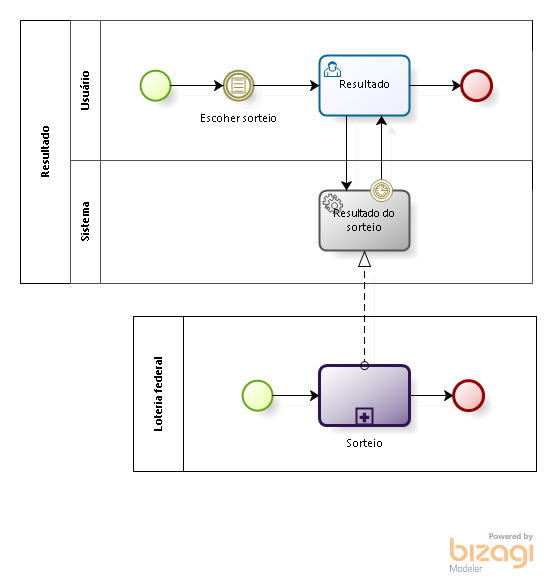 Resultado
Usuário
Escoher sorteio
Resultado
Sistema
Resultado do
sorteio
Loteria federal
Sorteio
Powered by
bizagi
Modeler